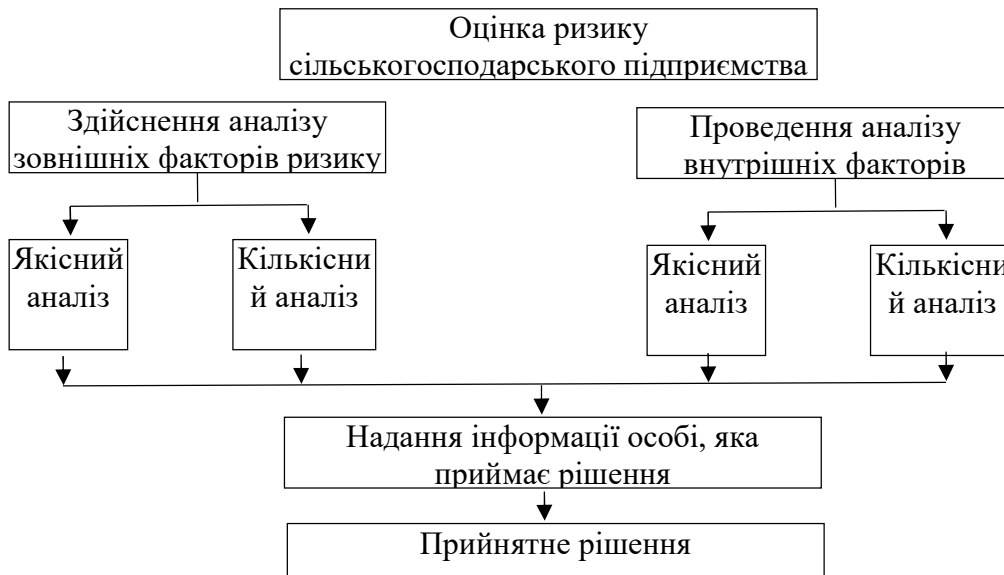 Оцінка ризику
сільськогосподарського підприємства
Здійснення аналізу
зовнішніх факторів ризику
Проведення аналізу
внутрішніх факторів
Якісний
аналіз
Кількісни
й аналіз
Якісний
аналіз
Кількісни
й аналіз
Надання інформації особі, яка
приймає рішення
Прийнятне рішення